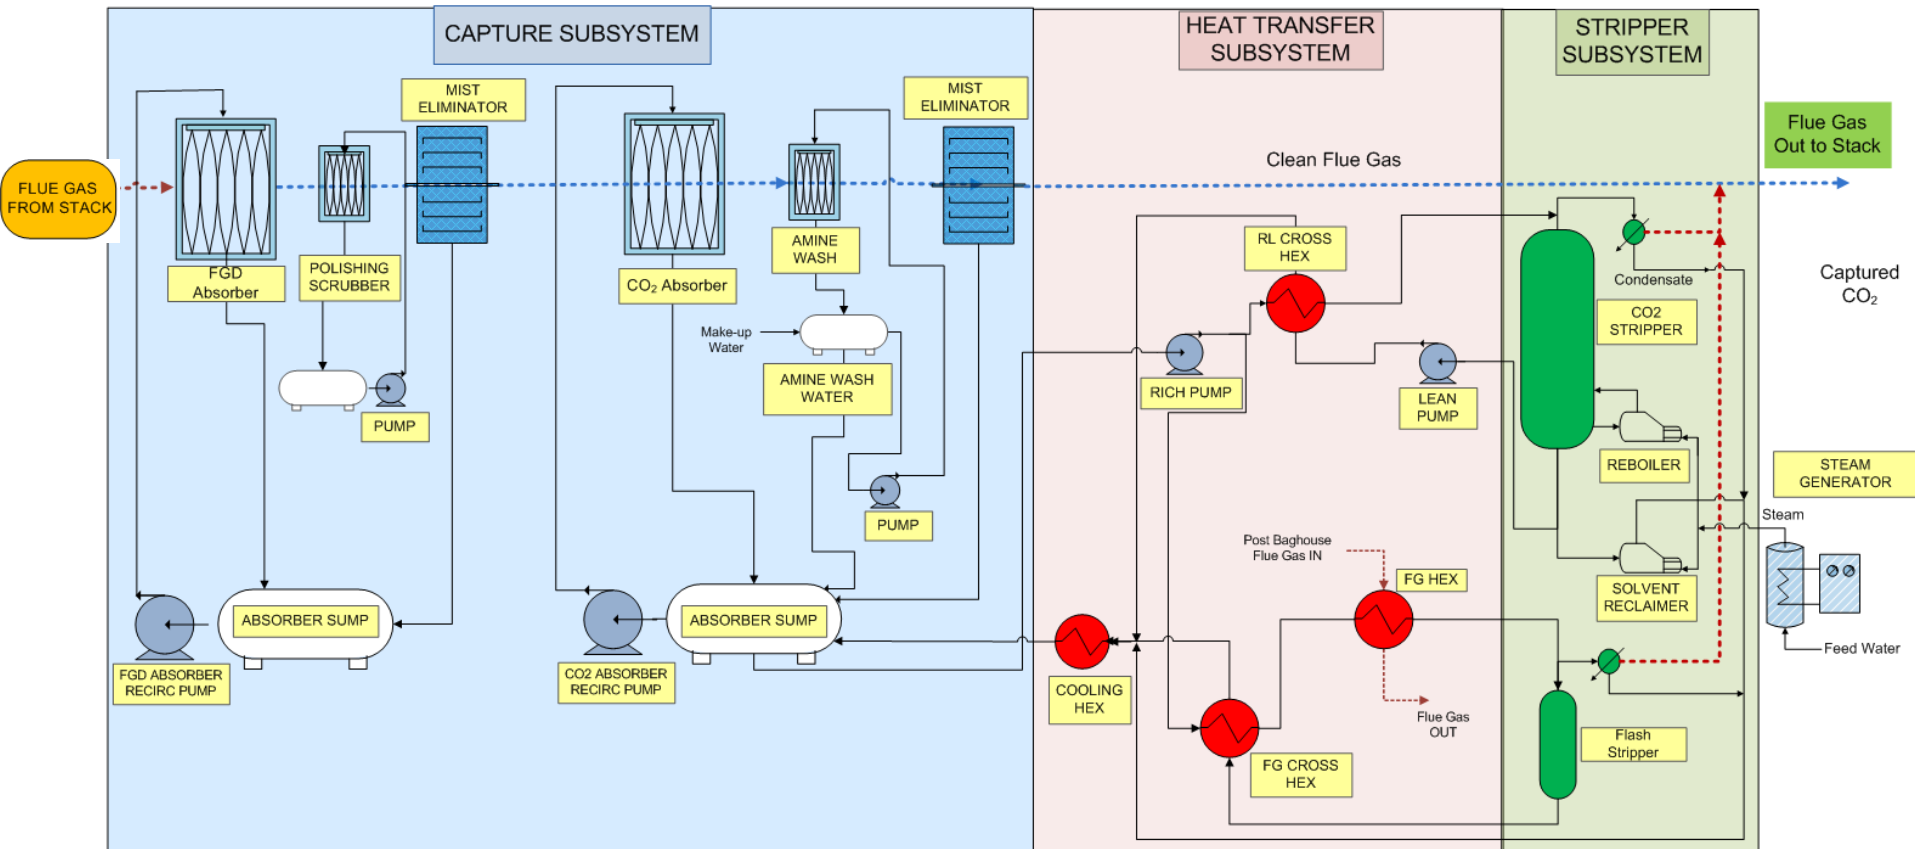 CAPTURE SUBSYSTEM
HEAT TRANSFER
SUBSYSTEM
STRIPPER
SUBSYSTEM
MIST
ELIMINATOR
MIST
ELIMINATOR
Flue Gas
Out to Stack
Clean Flue Gas
FLUE GAS
FROM STACK
FGD
Absorber
POLISHING
SCRUBBER
CO₂ Absorber
AMINE
WASH
RL CROSS
HEX
Condensate
Captured
CO₂
CO2
STRIPPER
Make-up
Water
AMINE WASH
WATER
RICH PUMP
LEAN
PUMP
PUMP
REBOILER
STEAM
GENERATOR
PUMP
Steam
Post Baghouse
Flue Gas IN
FG HEX
SOLVENT
RECLAIMER
ABSORBER SUMP
ABSORBER SUMP
Feed Water
FGD ABSORBER
RECIRC PUMP
CO2 ABSORBER
RECIRC PUMP
COOLING
HEX
Flue Gas
OUT
Flash
Stripper
FG CROSS
HEX